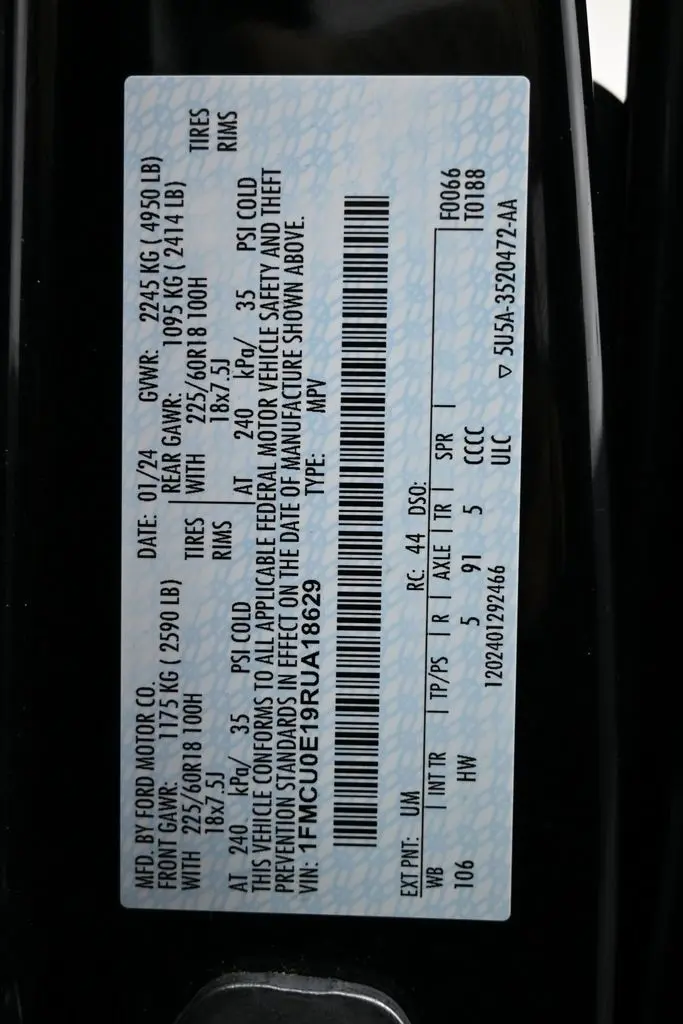 MFD. BY FORD MOTOR CO. DATE: 01/24 GVWR: 2245 KG ( 4950 LB)
FRONT GAWR: 1175 KG ( 2590 LB) REAR GAWR: 1095 KG ( 2414 LB)
WITH 225/60R18 100H TIRES WITH 225/60R18 100H TIRES
18x7.5J RIMS 18x7.5J RIMS
AT 240 kPa/ 35 PSI COLD AT 240 kPa/ 35 PSI COLD
THIS VEHICLE CONFORMS TO ALL APPLICABLE FEDERAL MOTOR VEHICLE SAFETY AND THEFT
PREVENTION STANDARDS IN EFFECT ON THE DATE OF MANUFACTURE SHOWN ABOVE.
VIN: 1FMCU0E19RUA18629 TYPE: MPV
EXT PNT: UM RC: 44 DSO: F0066
WB INT TR TP/PS R AXLE TR SPR T0188
106 HW 5 91 5 CCCC
1202401292466 ULC ▽ 5U5A-3520472-AA